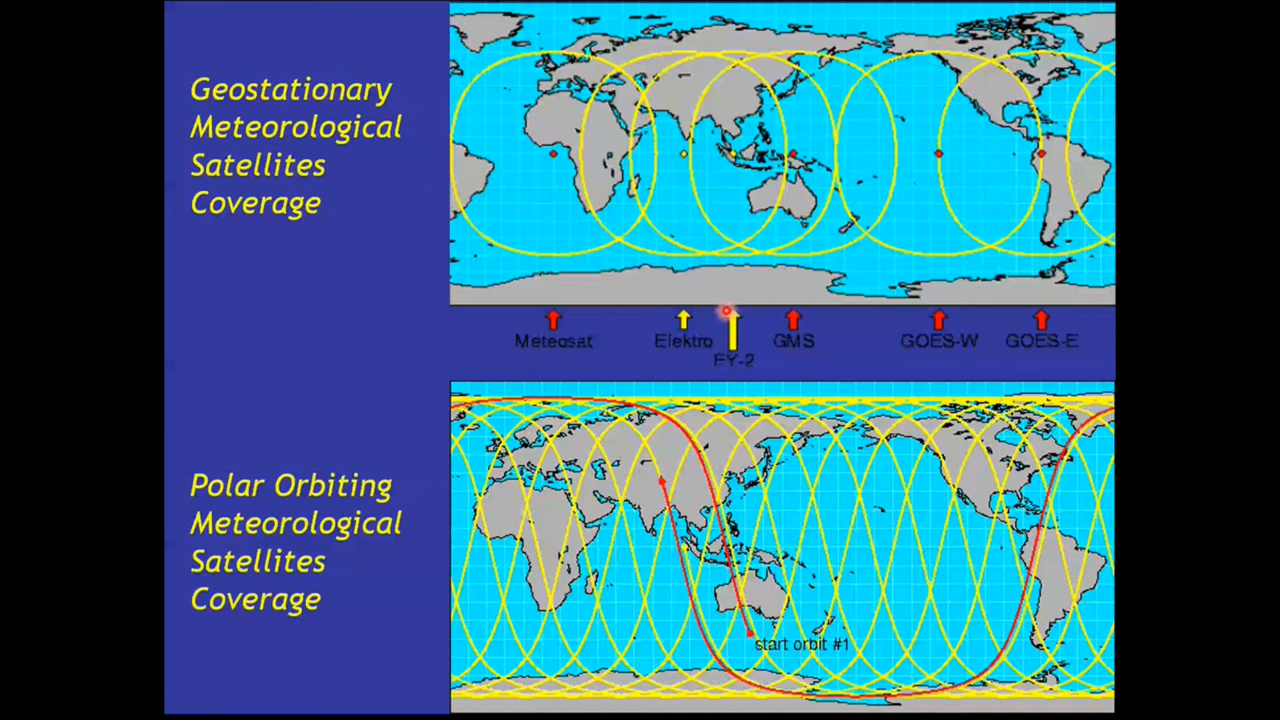 Geostationary
Meteorological
Satellites
Coverage
Meteosat
Elektro
FY-2
GMS
GOES-W
GOES-E
Polar Orbiting
Meteorological
Satellites
Coverage
start orbit #1